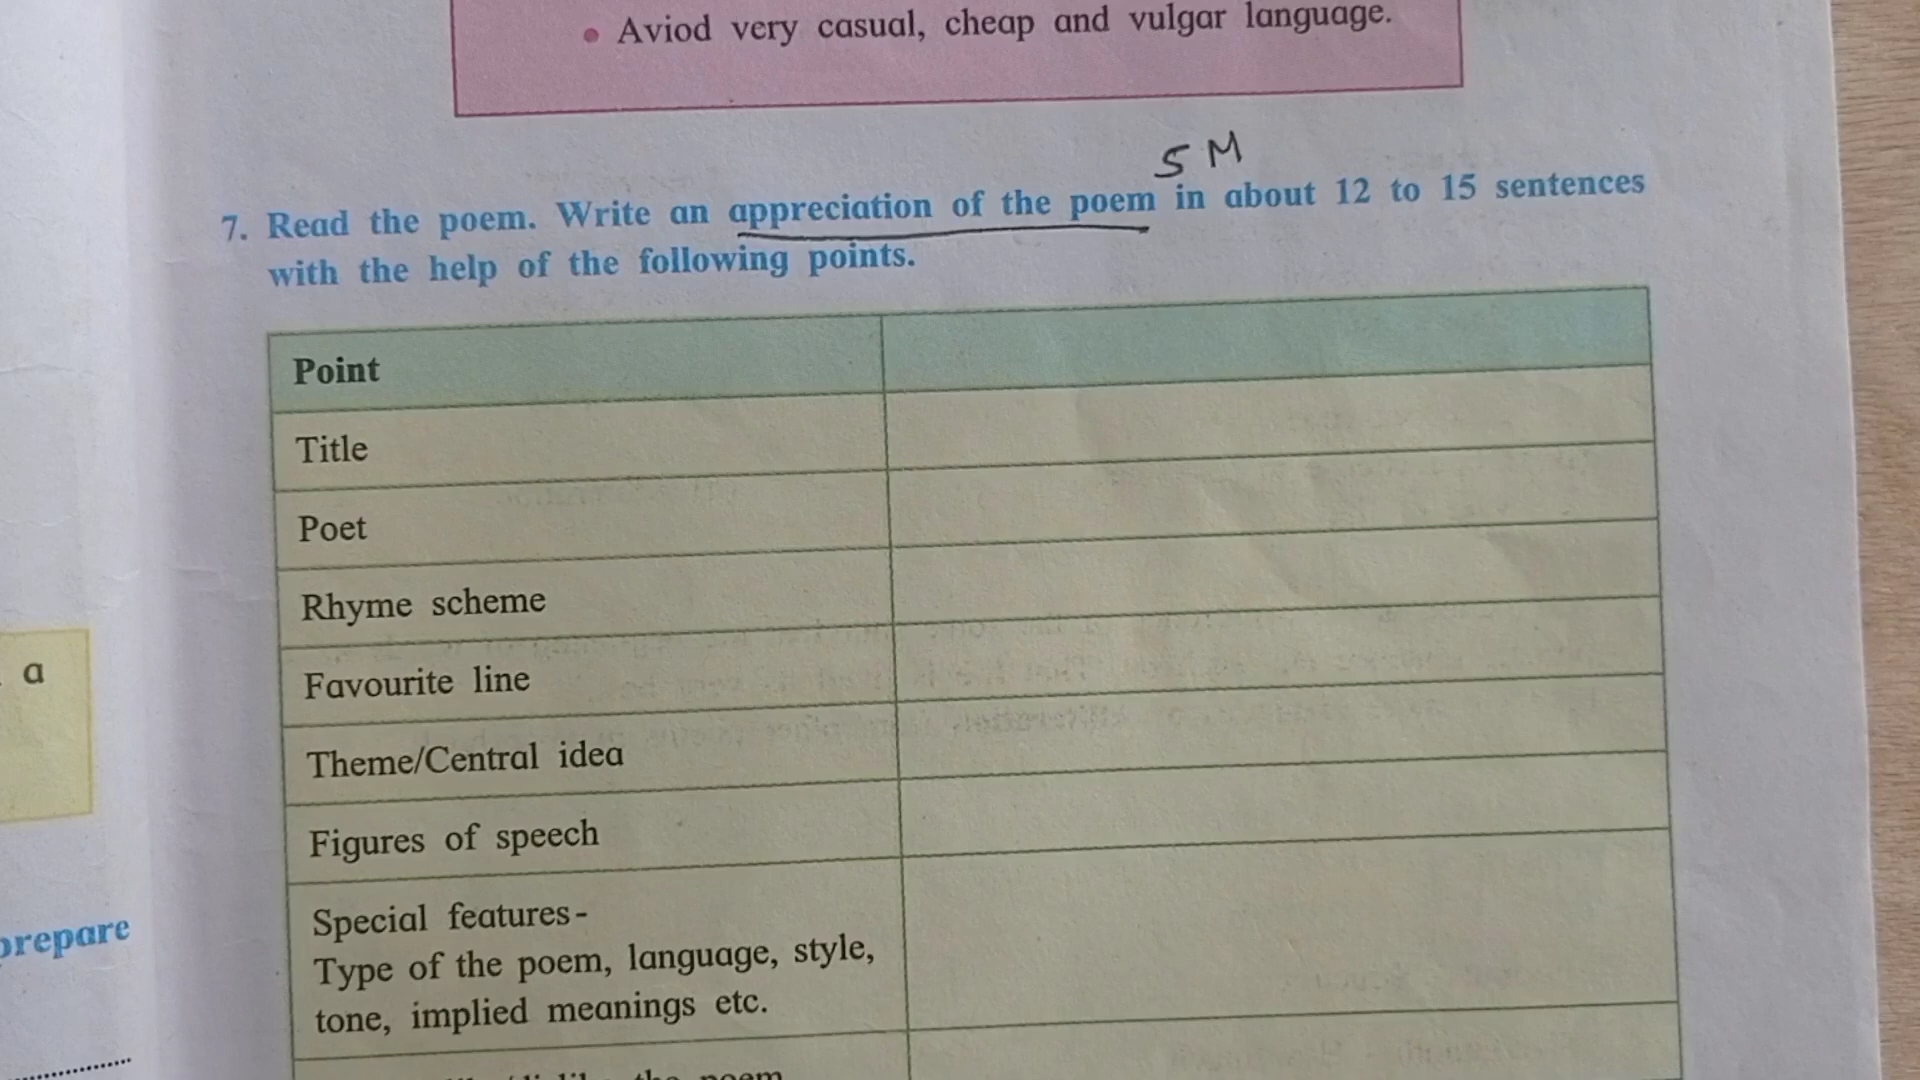 • Aviod very casual, cheap and vulgar language.
5 M
7. Read the poem. Write an appreciation of the poem in about 12 to 15 sentences
with the help of the following points.
Point
Title
Poet
Rhyme scheme
Favourite line
Theme/Central idea
Figures of speech
Special features-
Type of the poem, language, style,
tone, implied meanings etc.
the poem
a
prepare